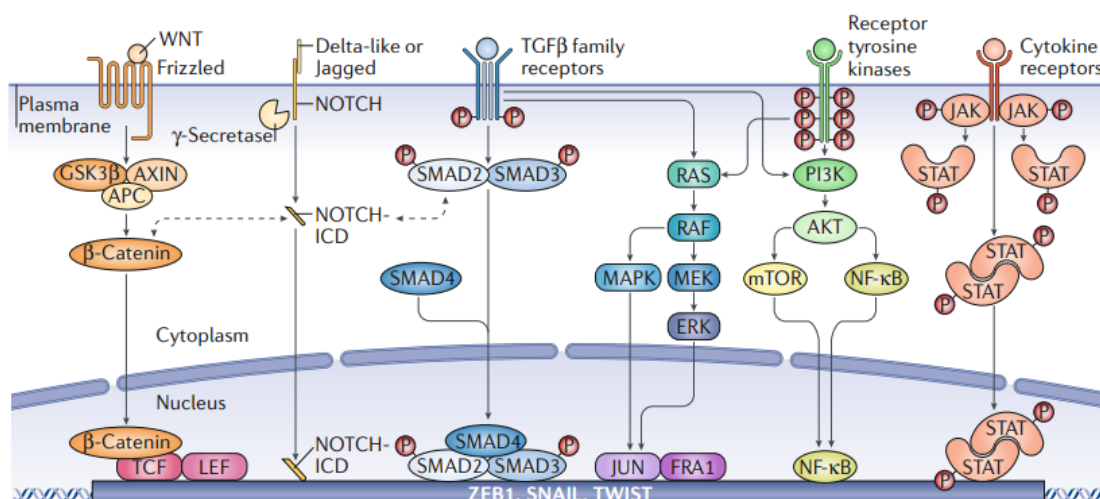 WNT
Frizzled
Delta-like or
Jagged
TGFβ family
receptors
Receptor
tyrosine
kinases
Cytokine
receptors
Plasma
membrane
NOTCH
γ-Secretase
P
P
P
P
P
P
P
P
P
JAK
JAK
P
GSK3β
AXIN
APC
P
SMAD2
SMAD3
P
RAS
PI3K
STAT
P
STAT
P
NOTCH-
ICD
β-Catenin
RAF
AKT
SMAD4
MAPK
MEK
mTOR
NF-κB
STAT
P
STAT
P
ERK
Cytoplasm
Nucleus
β-Catenin
TCF
LEF
NOTCH-
ICD
P
SMAD4
P
SMAD2
SMAD3
JUN
FRA1
NF-κB
STAT
P
STAT
P
ZEB1, SNAIL, TWIST